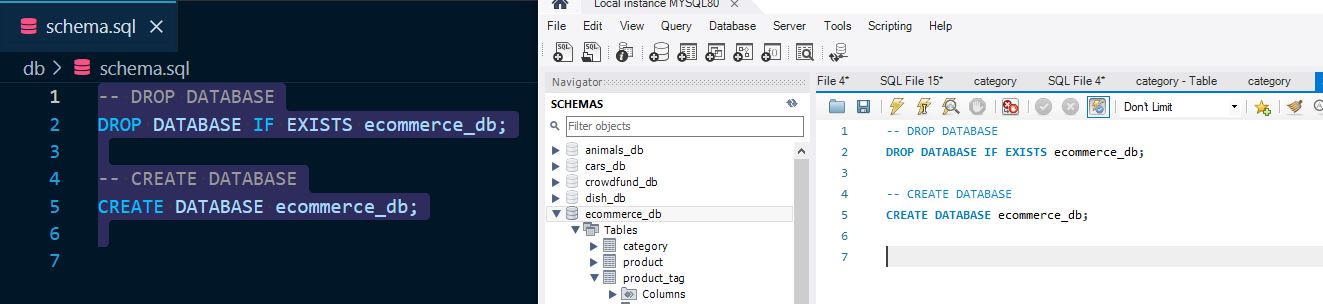 schema.sql
db > schema.sql
1 -- DROP DATABASE
2 DROP DATABASE IF EXISTS ecommerce_db;
3
4 -- CREATE DATABASE
5 CREATE DATABASE ecommerce_db;
6
7
Local instance MYSQL80
File Edit View Query Database Server Tools Scripting Help
Navigator
SCHEMAS
Filter objects
animals_db
cars_db
crowdfund_db
dish_db
ecommerce_db
Tables
category
product
product_tag
Columns
File 4* SQL File 15* category SQL File 4* category - Table category
Don't Limit
1 -- DROP DATABASE
2 DROP DATABASE IF EXISTS ecommerce_db;
3
4 -- CREATE DATABASE
5 CREATE DATABASE ecommerce_db;
6
7